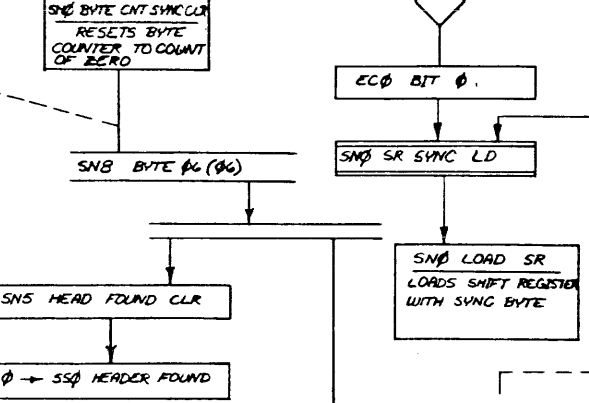 SNØ BYTE CNT SYNC CLR
RESETS BYTE
COUNTER TO COUNT
OF ZERO
SN8 BYTE Ø6 (Ø6)
SN5 HEAD FOUND CLR
Ø → SSØ HEADER FOUND
ECØ BIT Ø.
SNØ SR SYNC LD
SNØ LOAD SR
LOADS SHIFT REGISTER
WITH SYNC BYTE